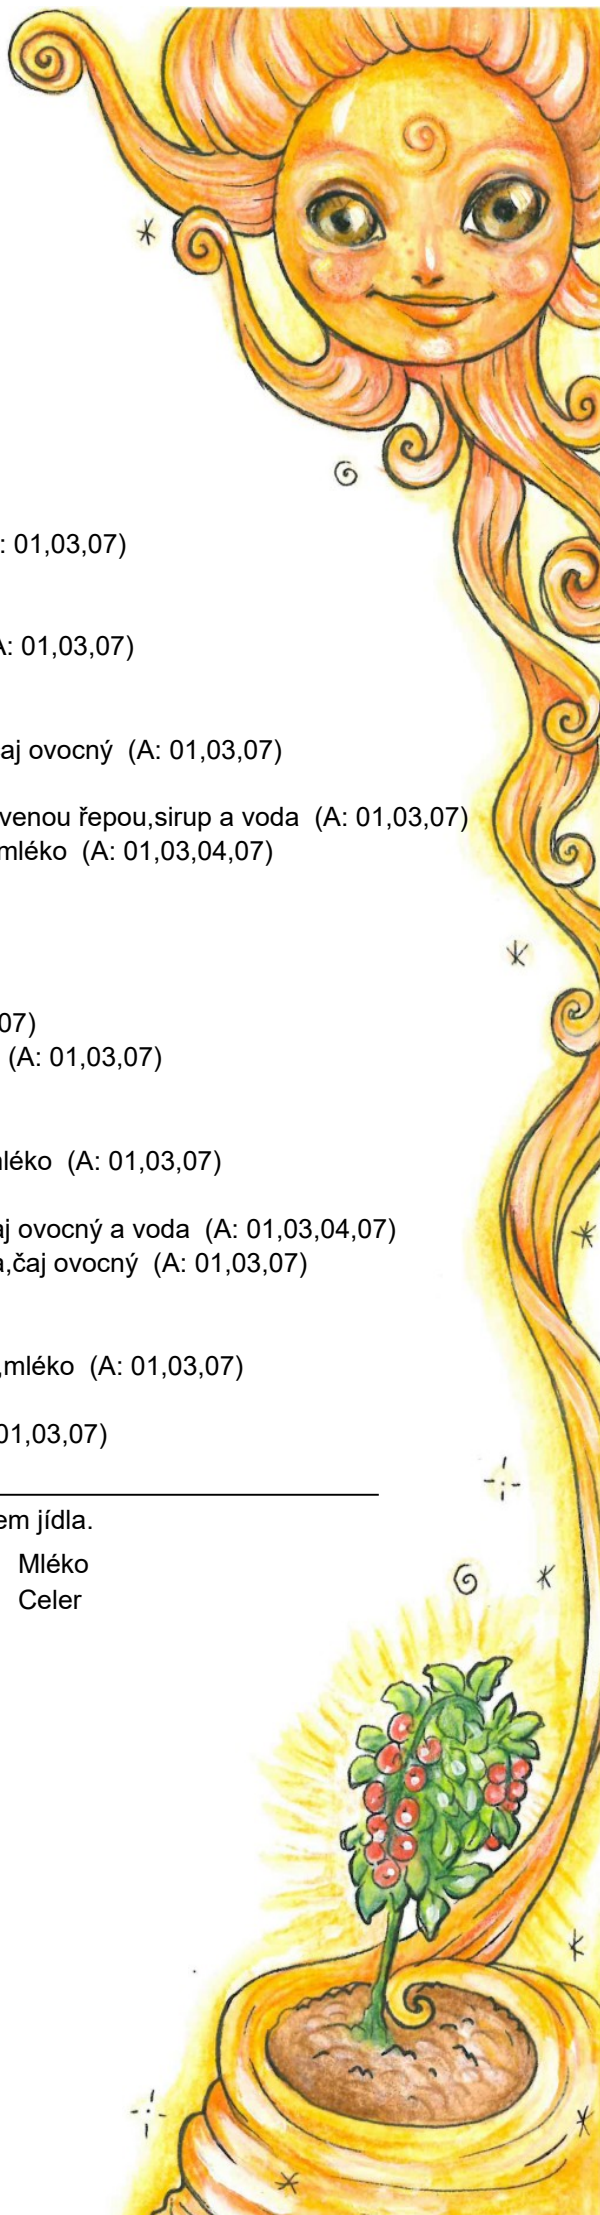 : 01,03,07)
A: 01,03,07)
aj ovocný (A: 01,03,07)
venou řepou,sirup a voda (A: 01,03,07)
mléko (A: 01,03,04,07)
07)
(A: 01,03,07)
léko (A: 01,03,07)
j ovocný a voda (A: 01,03,04,07)
,čaj ovocný (A: 01,03,07)
,mléko (A: 01,03,07)
01,03,07)
em jídla.
Mléko
Celer